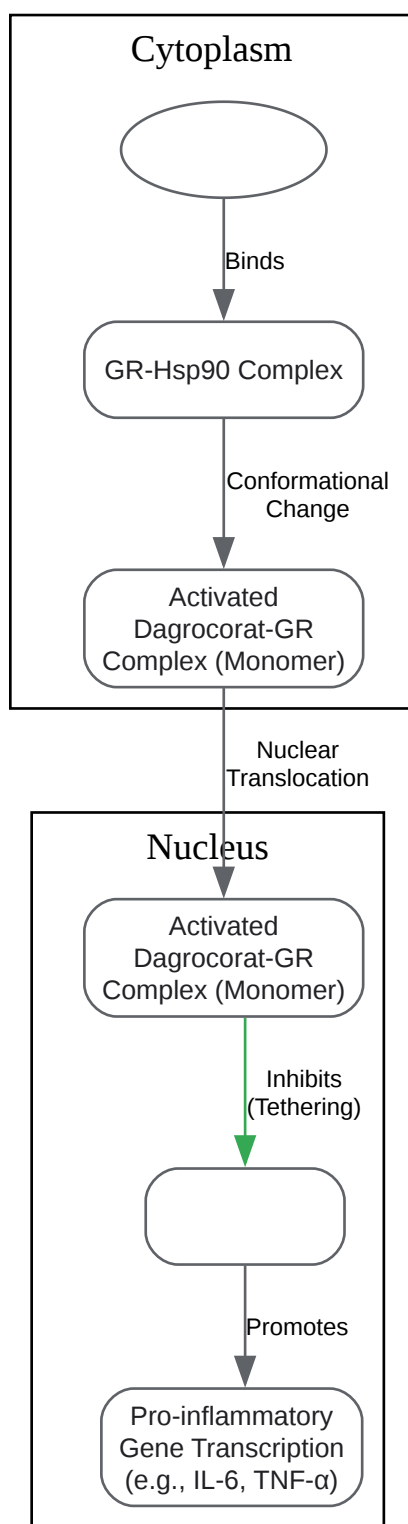 Cytoplasm
Binds
GR-Hsp90 Complex
Conformational
Change
Activated
Dagrocorat-GR
Complex (Monomer)
Nuclear
Translocation
Nucleus
Activated
Dagrocorat-GR
Complex (Monomer)
Inhibits
(Tethering)
Promotes
Pro-inflammatory
Gene Transcription
(e.g., IL-6, TNF-α)